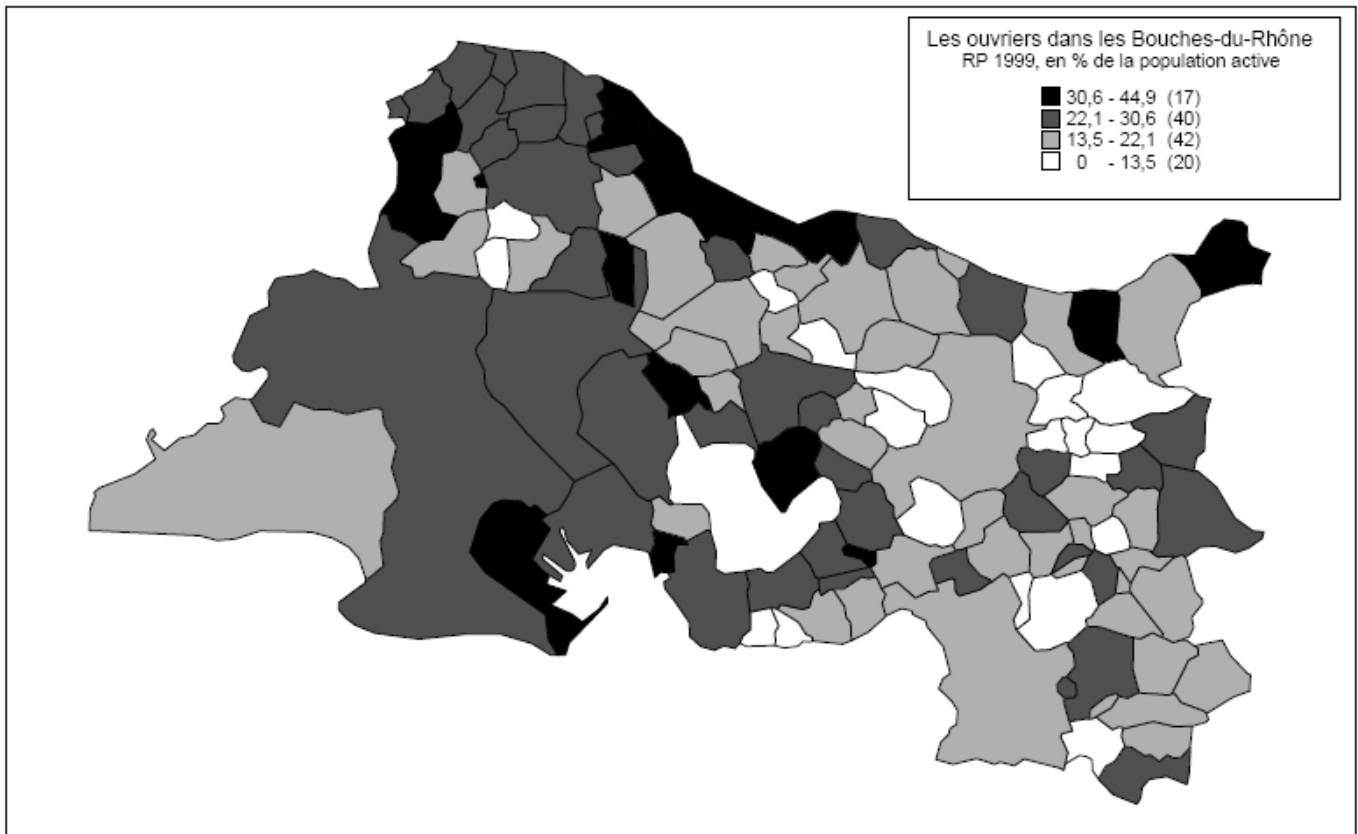 Les ouvriers dans les Bouches-du-Rhône
RP 1999, en % de la population active
30,6 - 44,9 (17)
22,1 - 30,6 (40)
13,5 - 22,1 (42)
0 - 13,5 (20)